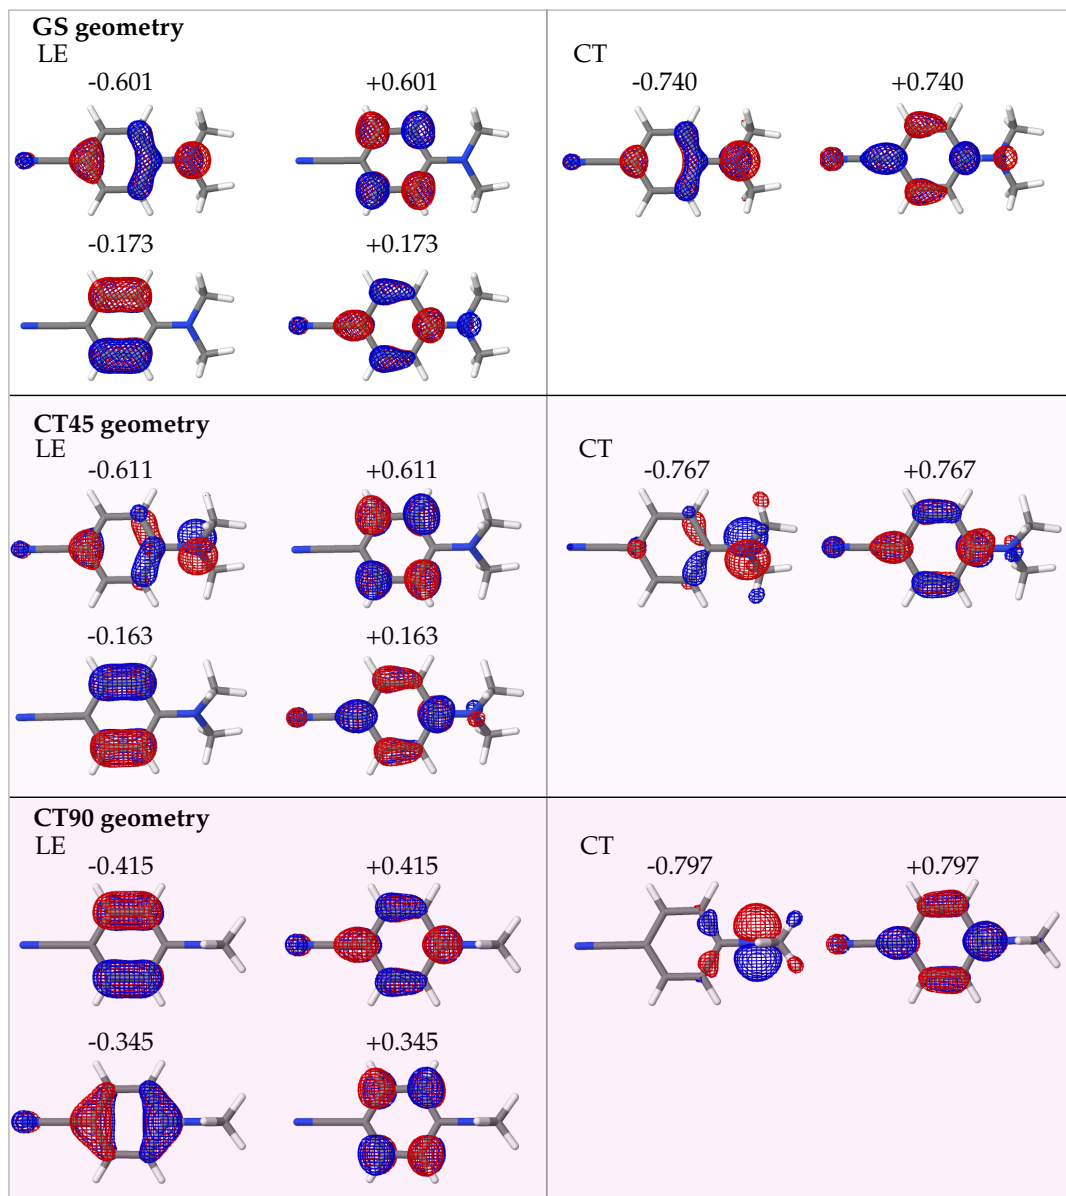 GS geometry
LE
-0.601
+0.601
-0.173
+0.173
CT
-0.740
+0.740
CT45 geometry
LE
-0.611
+0.611
-0.163
+0.163
CT
-0.767
+0.767
CT90 geometry
LE
-0.415
+0.415
-0.345
+0.345
CT
-0.797
+0.797